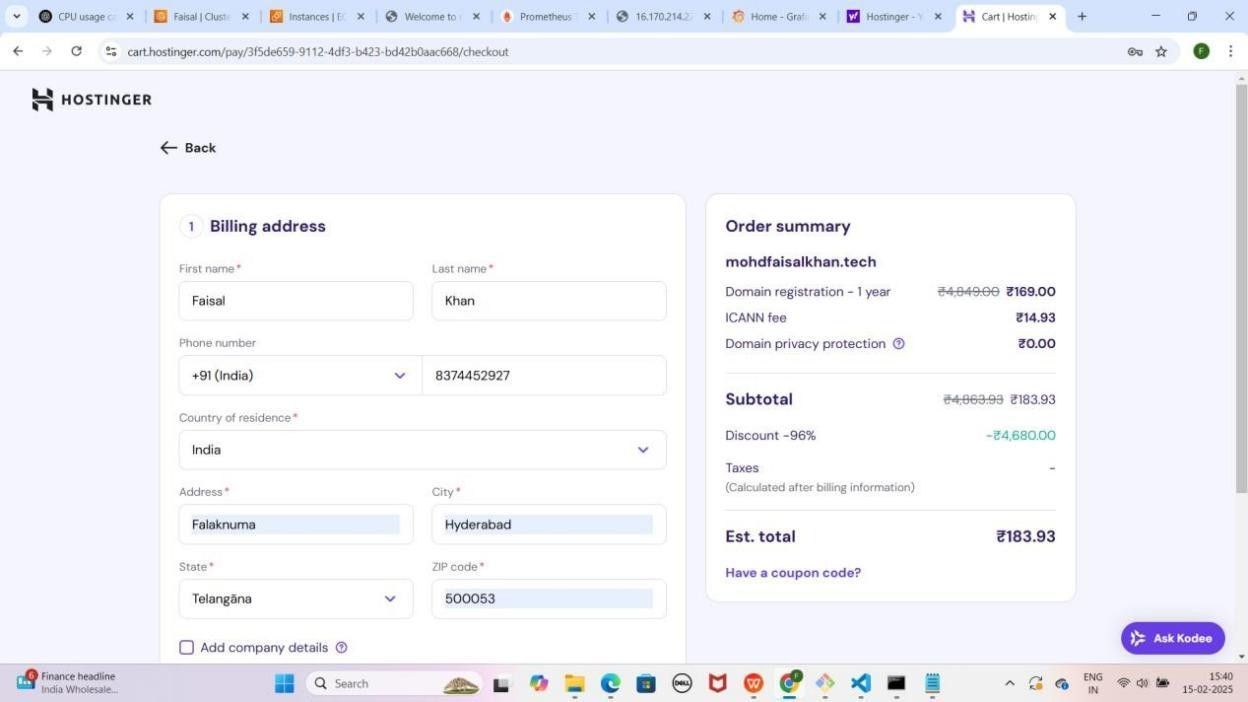 CPU usage ca
Faisal | Cluste
Instances | EC
Welcome to
Prometheus
16.170.214.2
Home - Grafa
Hostinger - Y
Cart | Hosting
cart.hostinger.com/pay/3f5de659-9112-4df3-b423-bd42b0aac668/checkout
F
HOSTINGER
Back
1 Billing address
First name*
Last name*
Faisal
Khan
Phone number
+91 (India)
8374452927
Country of residence*
India
Address*
City*
Falaknuma
Hyderabad
State*
ZIP code*
Telangāna
500053
Add company details
Order summary
mohdfaisalkhan.tech
Domain registration - 1 year ₹4,849.00 ₹169.00
ICANN fee ₹14.93
Domain privacy protection ₹0.00
Subtotal ₹4,863.93 ₹183.93
Discount -96% -₹4,680.00
Taxes -
(Calculated after billing information)
Est. total ₹183.93
Have a coupon code?
Ask Kodee
6
Finance headline
India Wholesale...
Search
DELL
ENG
IN
15:40
15-02-2025